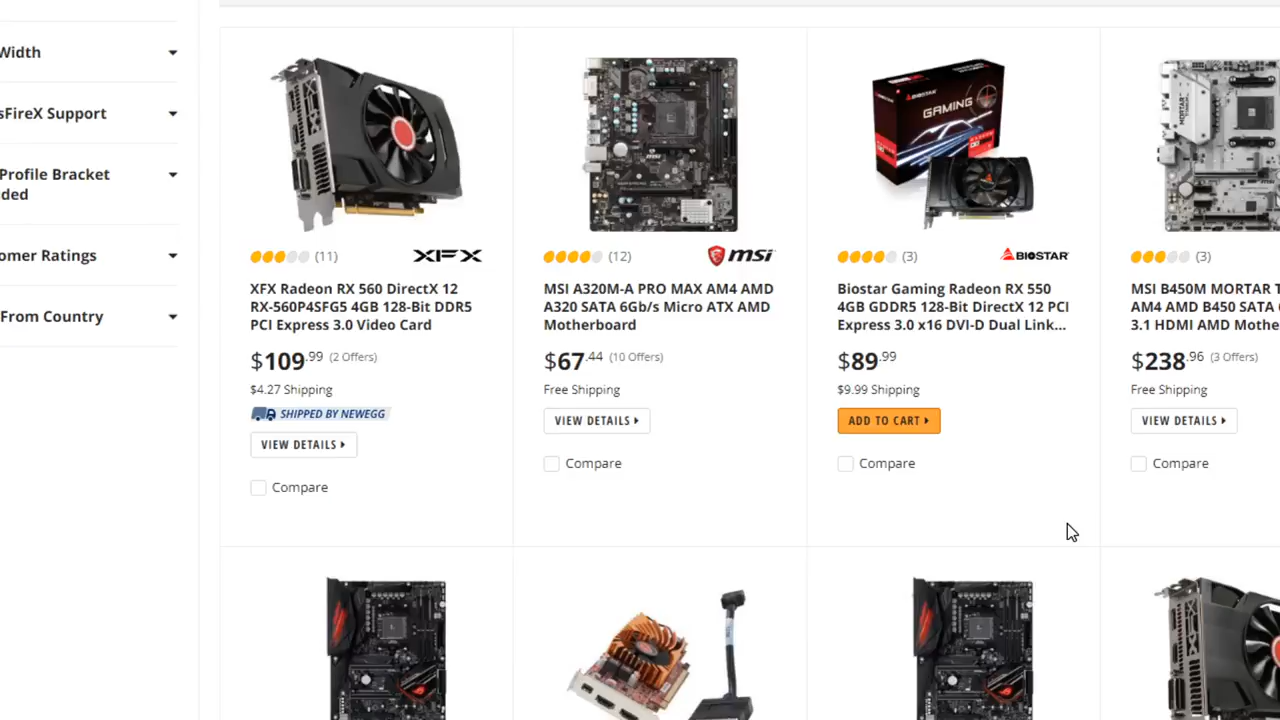 Width
sFireX Support
Profile Bracket
ded
omer Ratings
From Country
(11)
XFX
XFX Radeon RX 560 DirectX 12
RX-560P4SFG5 4GB 128-Bit DDR5
PCI Express 3.0 Video Card
$109.99 (2 Offers)
$4.27 Shipping
SHIPPED BY NEWEGG
VIEW DETAILS
Compare
(12)
msi
MSI A320M-A PRO MAX AM4 AMD
A320 SATA 6Gb/s Micro ATX AMD
Motherboard
$67.44 (10 Offers)
Free Shipping
VIEW DETAILS
Compare
BIOSTAR
GAMING
(3)
BIOSTAR
Biostar Gaming Radeon RX 550
4GB GDDR5 128-Bit DirectX 12 PCI
Express 3.0 x16 DVI-D Dual Link...
$89.99
$9.99 Shipping
ADD TO CART
Compare
MORTAR
(3)
MSI B450M MORTAR T
AM4 AMD B450 SATA
3.1 HDMI AMD Mothe
$238.96 (3 Offers)
Free Shipping
VIEW DETAILS
Compare